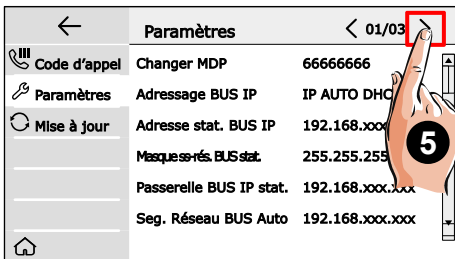 Paramètres
01/03
Code d'appel
Paramètres
Mise à jour
Changer MDP 66666666
Adressage BUS IP IP AUTO DHC
Adresse stat. BUS IP 192.168.xxx
Masque ss-rés. BUS stat. 255.255.255
Passerelle BUS IP stat. 192.168.xxx.xxx
Seg. Réseau BUS Auto 192.168.xxx.xxx
5